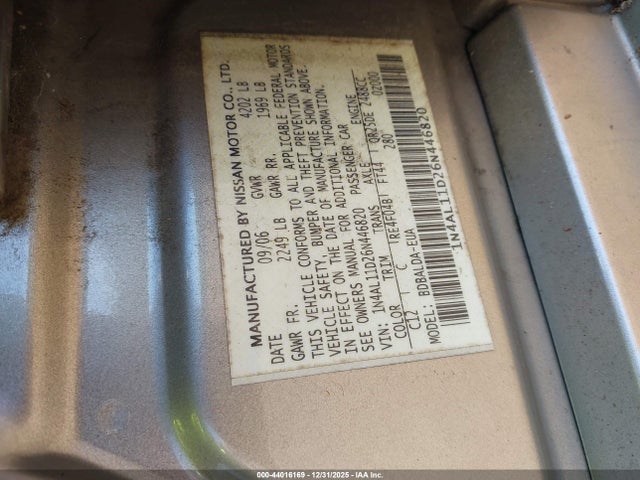 MANUFACTURED BY NISSAN MOTOR CO., LTD.
DATE 09/06 GVWR 4202 LB
GAWR FR. 2249 LB GAWR RR. 1969 LB
THIS VEHICLE CONFORMS TO ALL APPLICABLE FEDERAL MOTOR
VEHICLE SAFETY, BUMPER AND THEFT PREVENTION STANDARDS
IN EFFECT ON THE DATE OF MANUFACTURE SHOWN ABOVE.
SEE OWNERS MANUAL FOR ADDITIONAL INFORMATION.
VIN: 1N4AL11D26N446820 PASSENGER CAR
COLOR TRIM TRANS AXLE ENGINE
C12 C RE4F04B FT44 QR25DE 2488CC
MODEL: BDBALDA-EUA 280 02900
1N4AL11D26N446820
000-44016169 - 12/31/2025 - IAA Inc.